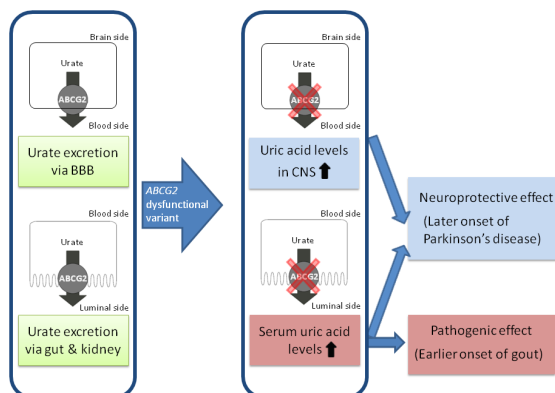 Brain side
Urate
ABCG2
Blood side
Urate excretion
via BBB
Blood side
Urate
ABCG2
Luminal side
Urate excretion
via gut & kidney
ABCG2
dysfunctional
variant
Brain side
Urate
ABCG2
Blood side
Uric acid levels
in CNS
Blood side
Urate
ABCG2
Luminal side
Serum uric acid
levels
Neuroprotective effect
(Later onset of
Parkinson's disease)
Pathogenic effect
(Earlier onset of gout)